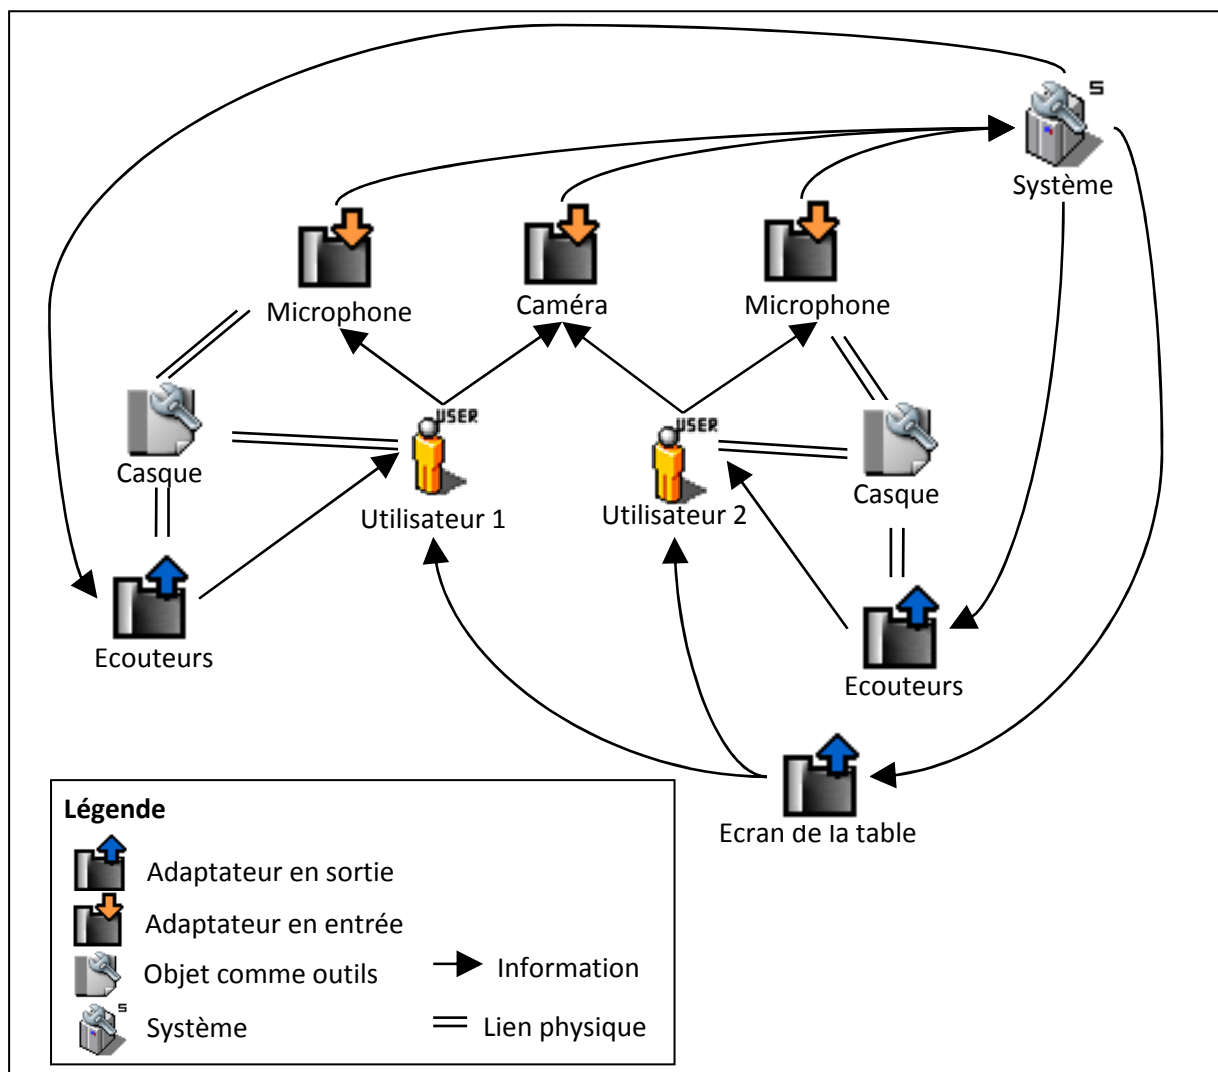 S
Système
Microphone
Caméra
Microphone
USER
USER
Casque
Casque
Utilisateur 1
Utilisateur 2
Ecouteurs
Ecouteurs
Ecran de la table
Légende
Adaptateur en sortie
Adaptateur en entrée
Objet comme outils
Information
S
Système
Lien physique